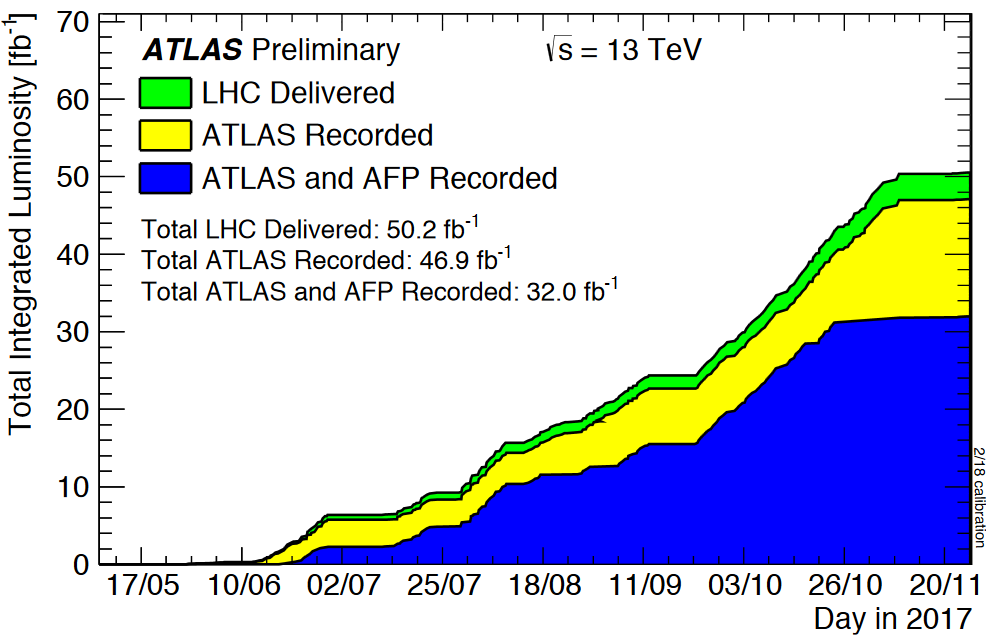 ATLAS Preliminary
√s = 13 TeV
LHC Delivered
ATLAS Recorded
ATLAS and AFP Recorded
Total LHC Delivered: 50.2 fb⁻¹
Total ATLAS Recorded: 46.9 fb⁻¹
Total ATLAS and AFP Recorded: 32.0 fb⁻¹
Total Integrated Luminosity [fb⁻¹]
70
60
50
40
30
20
10
0
17/05 10/06 02/07 25/07 18/08 11/09 03/10 26/10 20/11
Day in 2017
2/18 calibration